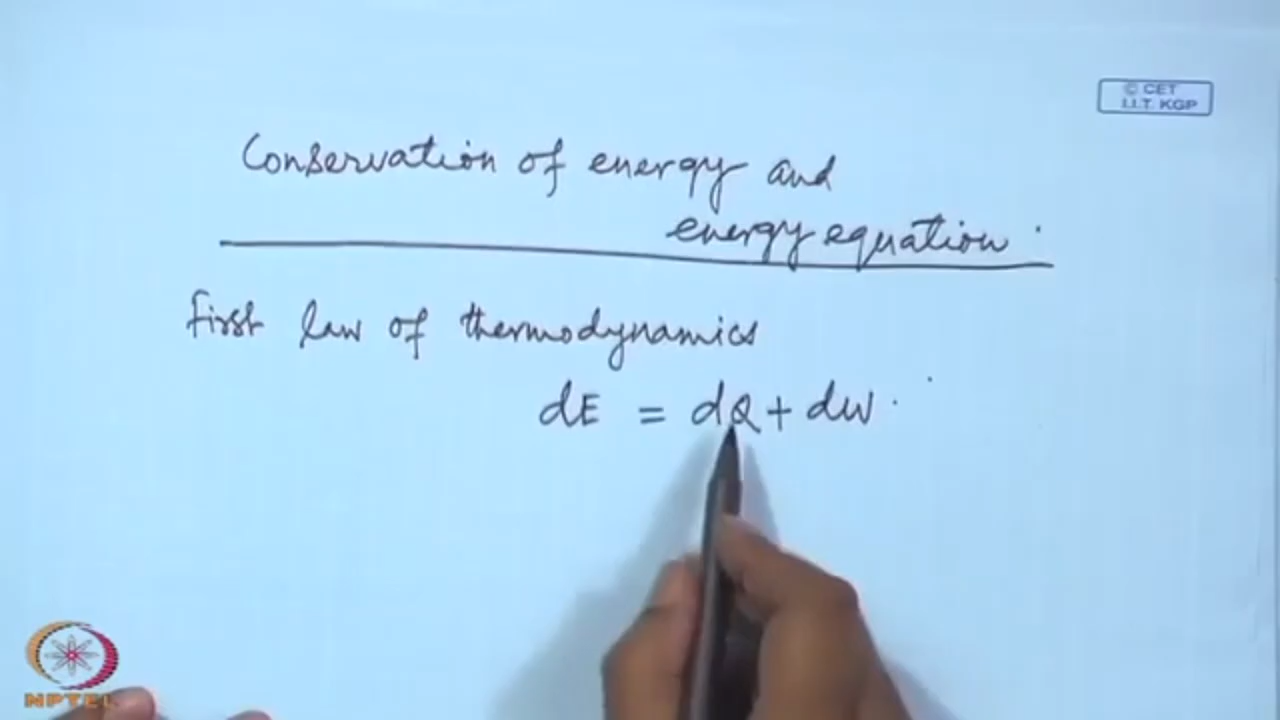 © CET
I.I.T. KGP
Conservation of energy and
energy equation.
First law of thermodynamics
dE = dQ + dW.
NPTEL